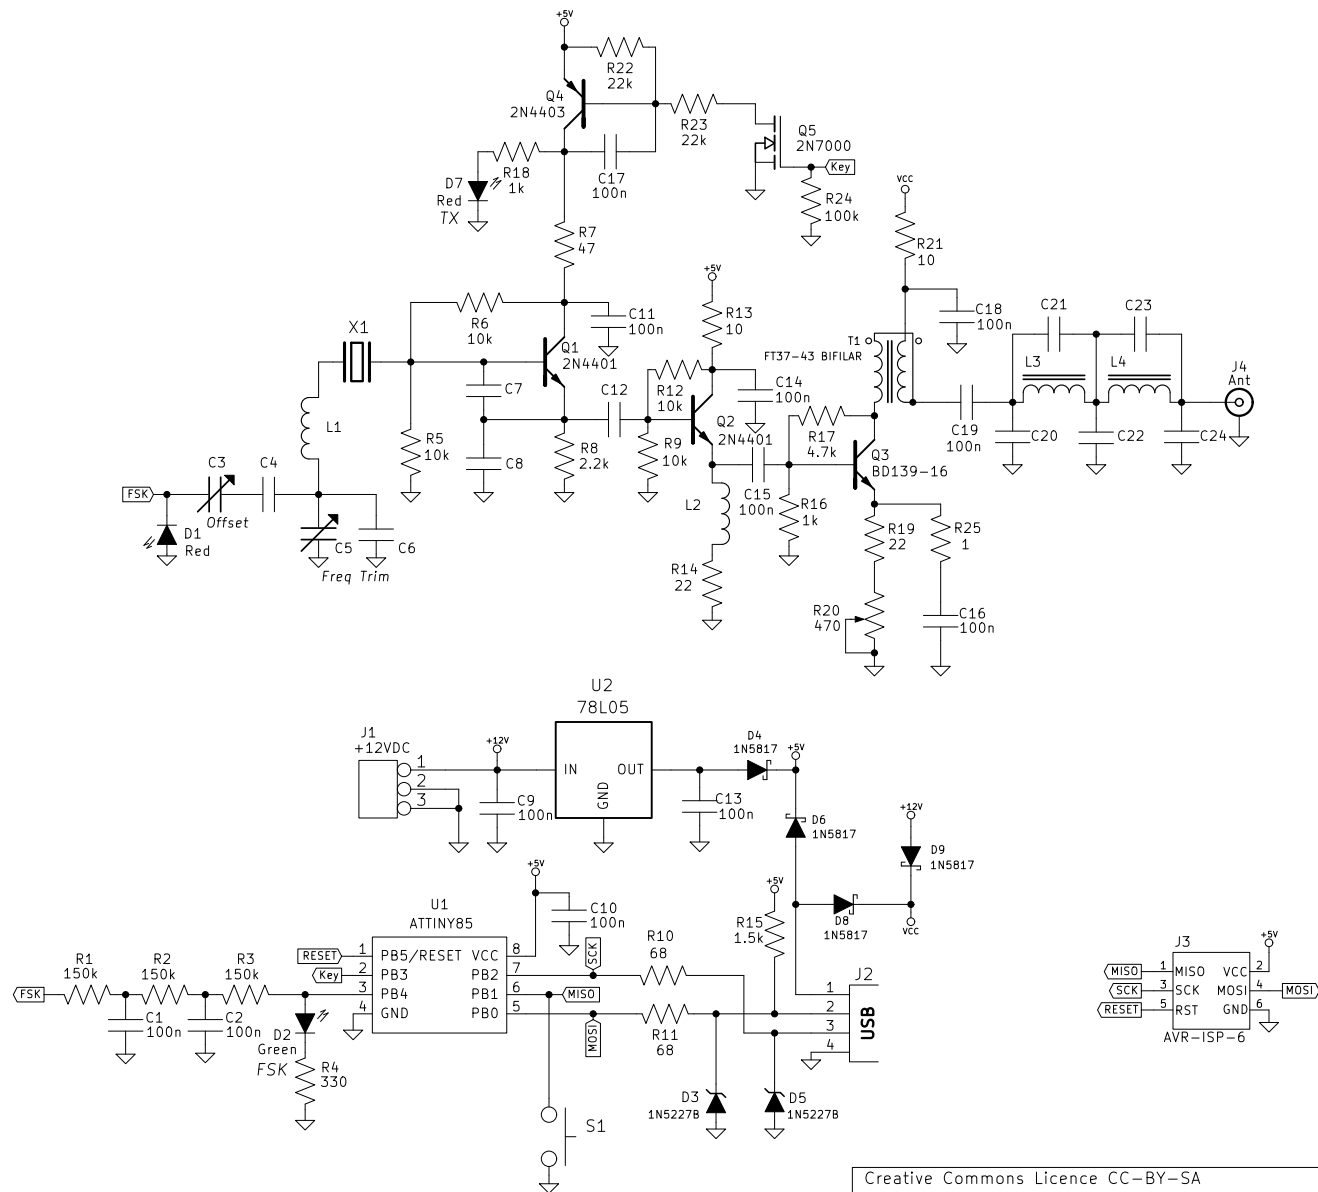 +5V
R22
22k
Q4
2N4403
R23
22k
Q5
2N7000
Key
R18
1k
C17
100n
D7
Red
TX
R24
100k
VCC
R7
47
R21
10
+5V
R13
10
C18
100n
C21
C23
X1
R6
10k
C11
100n
Q1
2N4401
T1
FT37-43 BIFILAR
L3
L4
J4
Ant
R12
10k
C14
100n
C7
C12
L1
Q2
2N4401
R17
4.7k
C19
100n
C20
C22
C24
R5
10k
R8
2.2k
R9
10k
C8
Q3
BD139-16
C3
C4
FSK
Offset
C15
100n
L2
R16
1k
D1
Red
C5
C6
Freq Trim
R19
22
R25
1
R14
22
R20
470
C16
100n
U2
78L05
J1
+12VDC
+12V
D4
1N5817
+5V
1
2
3
IN
OUT
GND
C9
100n
C13
100n
D6
1N5817
+12V
D9
1N5817
+5V
U1
ATTINY85
C10
100n
+5V
R15
1.5k
D8
1N5817
VCC
RESET
1
PB5/RESET
VCC
8
SCK
R10
68
Key
2
PB3
PB2
7
R1
150k
R2
150k
R3
150k
FSK
3
PB4
PB1
6
MISO
4
GND
PB0
5
MOSI
R11
68
J2
1
2
3
4
USB
C1
100n
C2
100n
D2
Green
FSK
R4
330
D3
1N5227B
D5
1N5227B
S1
J3
+5V
MISO
1
MISO
VCC
2
SCK
3
SCK
MOSI
4
MOSI
RESET
5
RST
GND
6
AVR-ISP-6
Creative Commons Licence CC-BY-SA